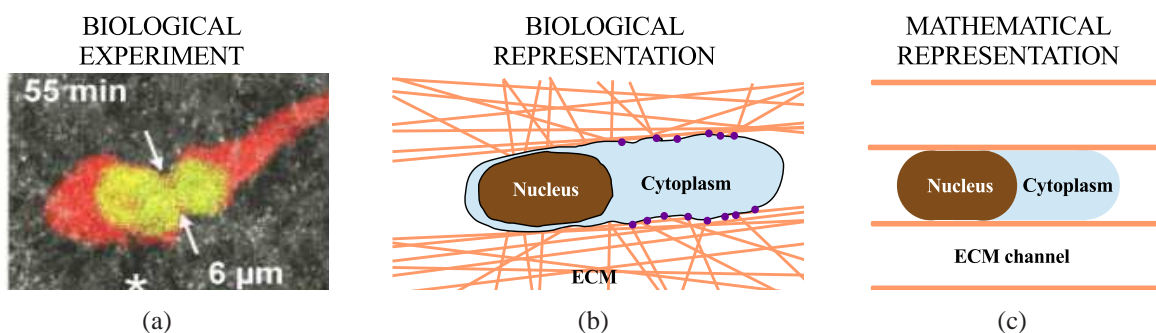 BIOLOGICAL
EXPERIMENT
55 min
6 μm
*
(a)
BIOLOGICAL
REPRESENTATION
Nucleus
Cytoplasm
ECM
(b)
MATHEMATICAL
REPRESENTATION
Nucleus
Cytoplasm
ECM channel
(c)